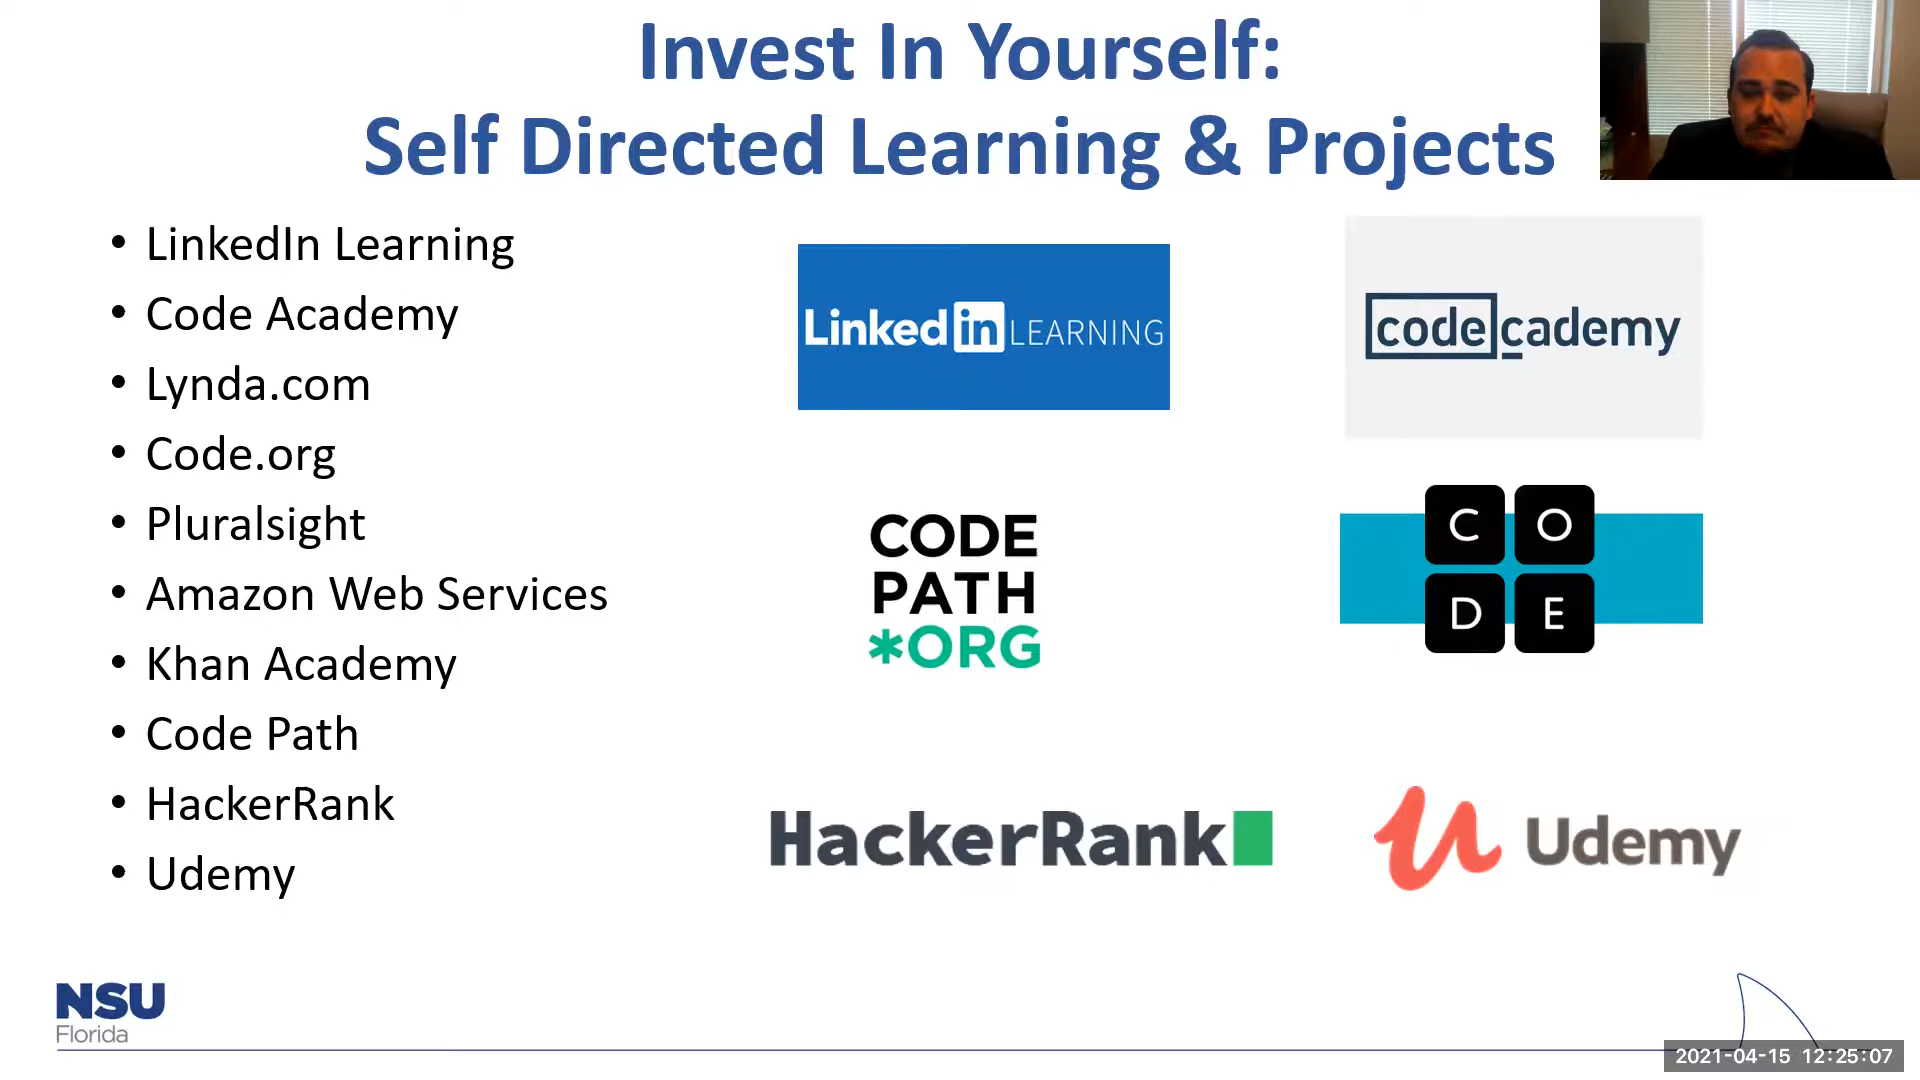 Invest In Yourself:
Self Directed Learning & Projects
• LinkedIn Learning
• Code Academy
• Lynda.com
• Code.org
• Pluralsight
• Amazon Web Services
• Khan Academy
• Code Path
• HackerRank
• Udemy
Linked in LEARNING
codecademy
CODE
PATH
*ORG
C O
D E
HackerRank
Udemy
NSU
Florida
2021-04-15 12:25:07